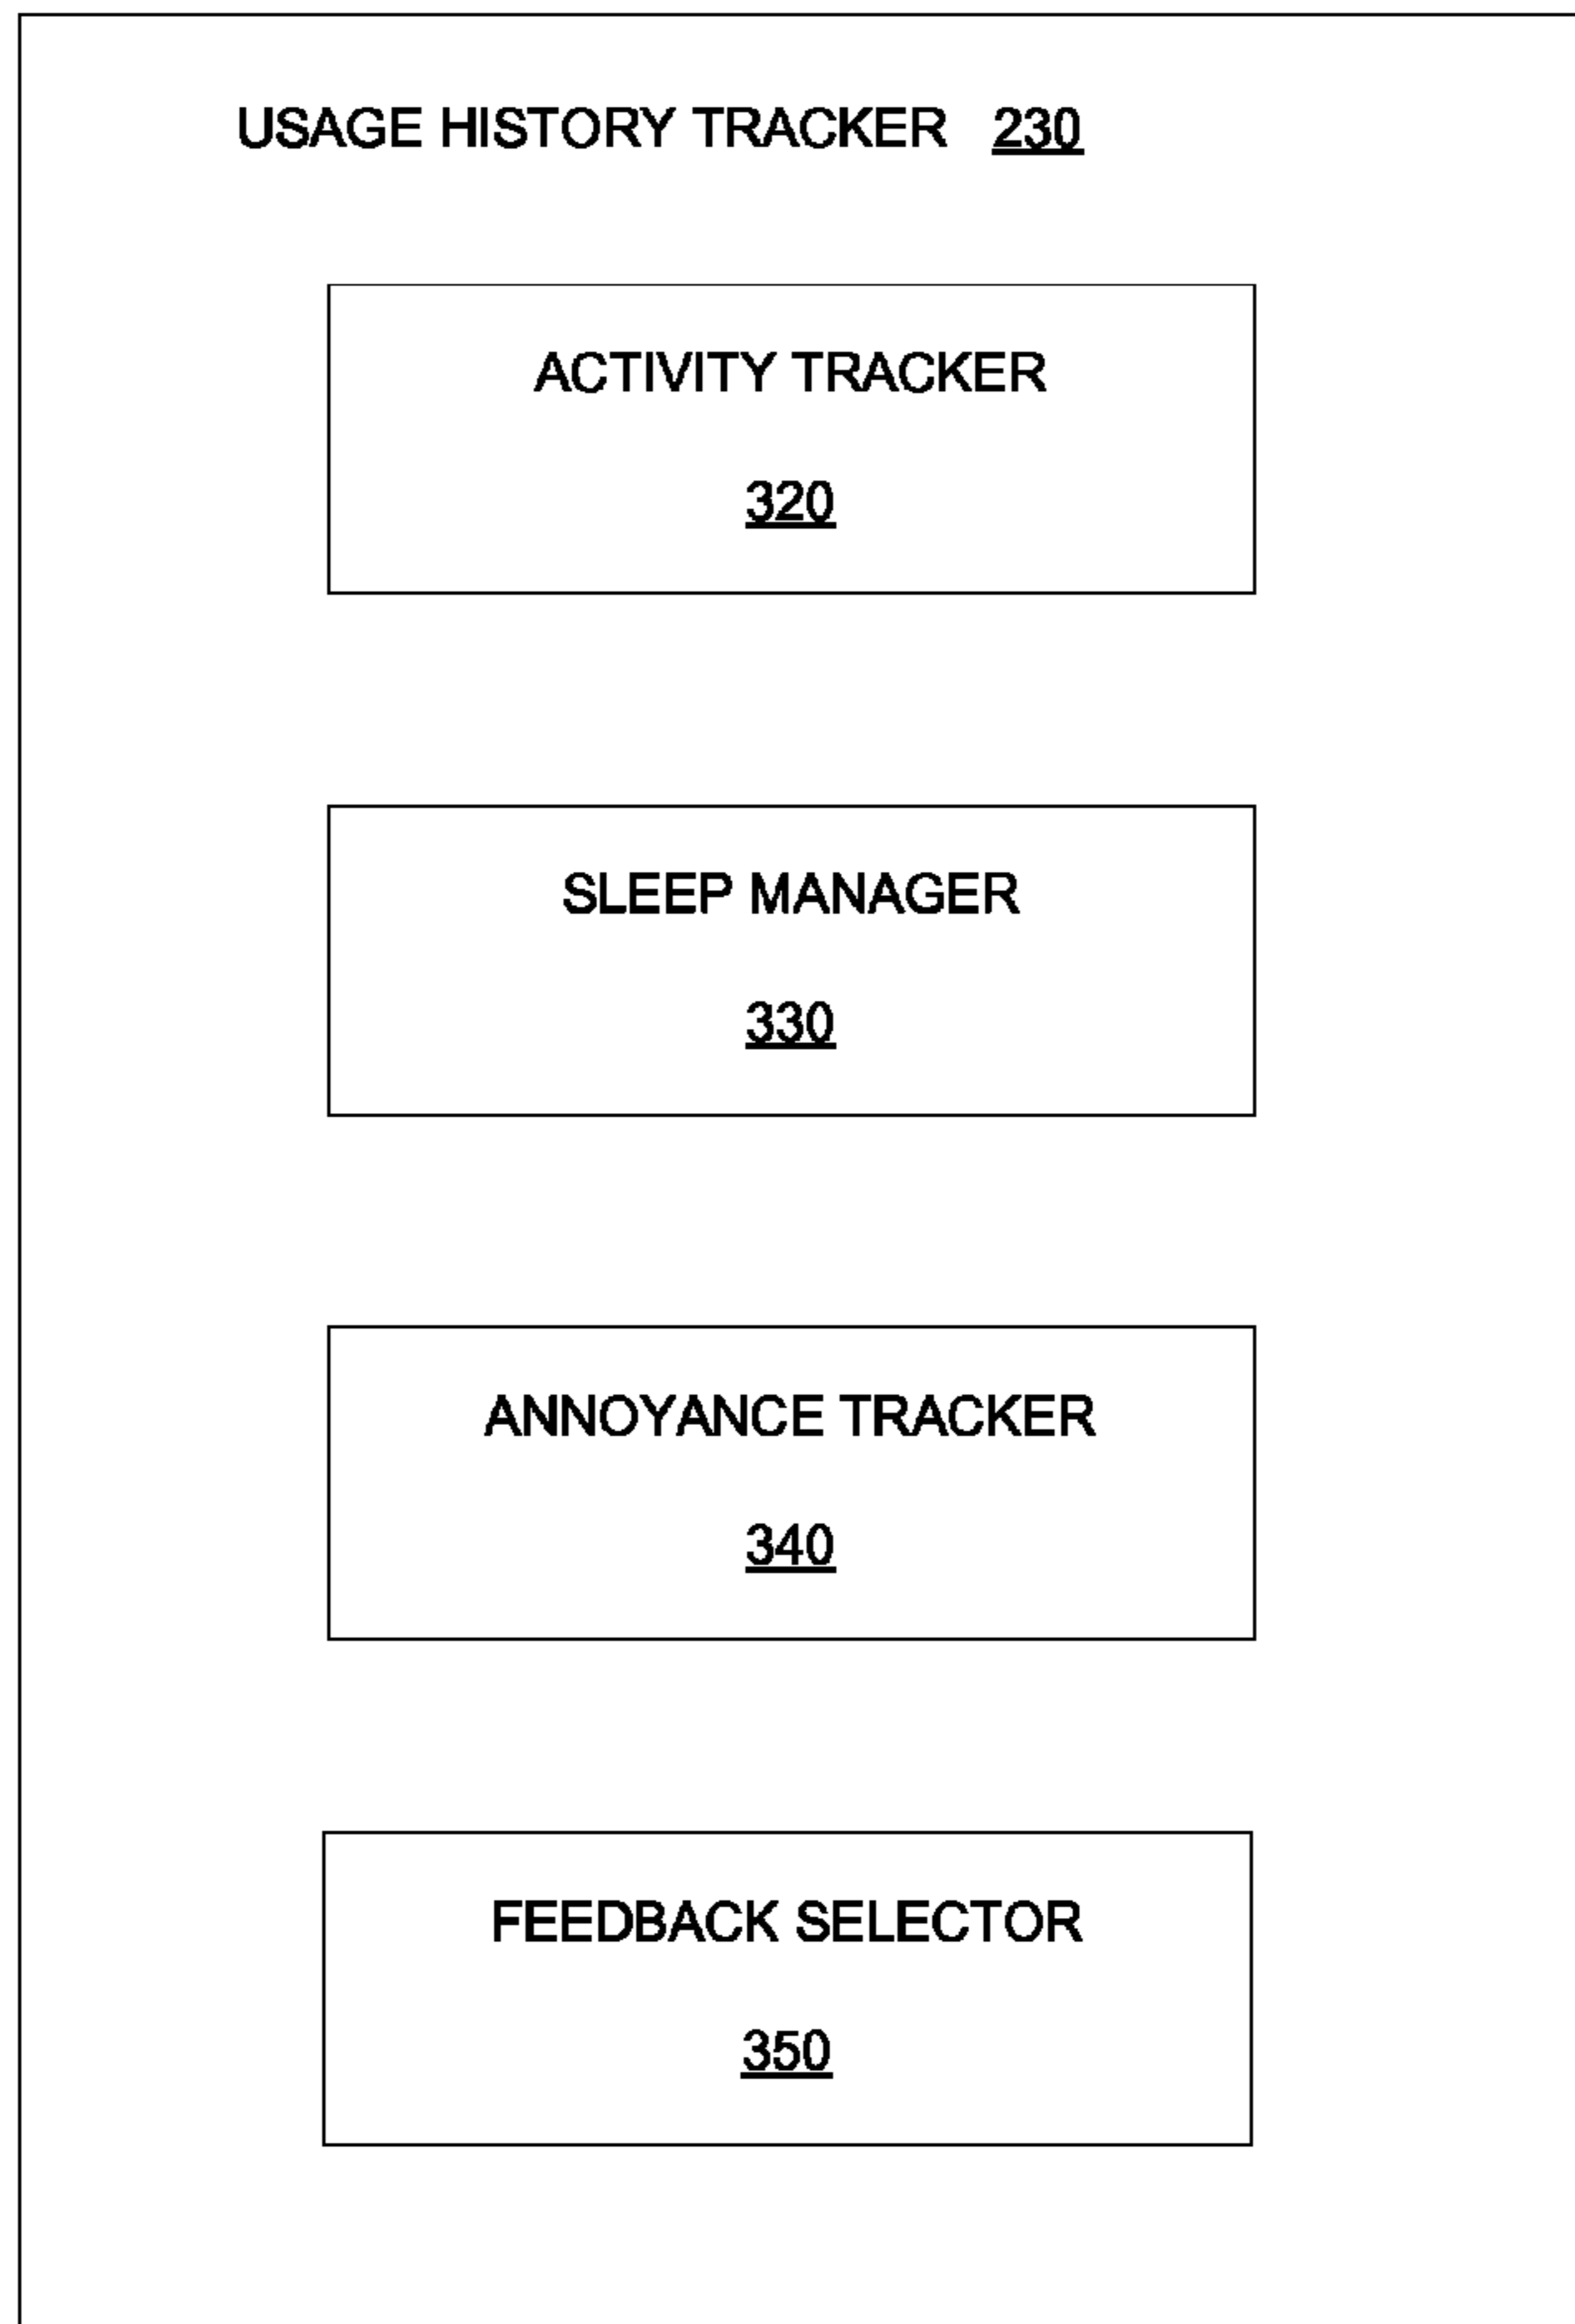 USAGE HISTORY TRACKER 230
ACTIVITY TRACKER
320
SLEEP MANAGER
330
ANNOYANCE TRACKER
340
FEEDBACK SELECTOR
350